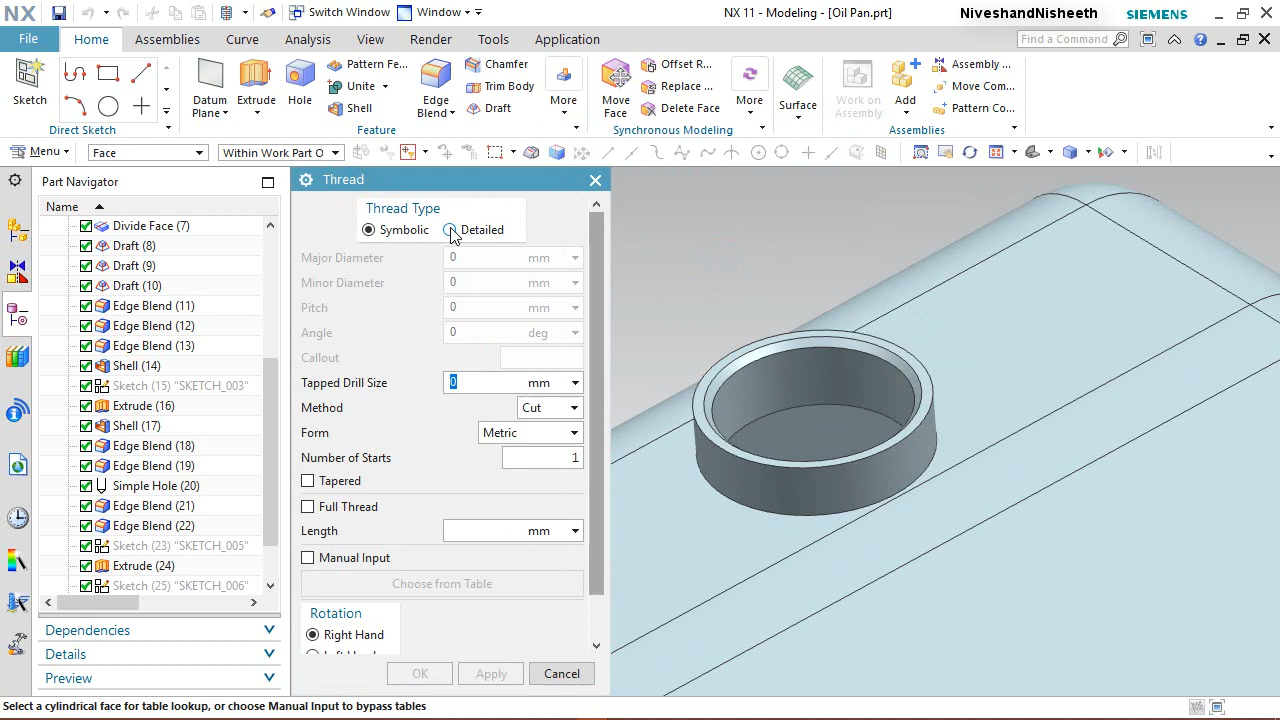 NX
Switch Window
Window
NX 11 - Modeling - [Oil Pan.prt]
NiveshandNisheeth
SIEMENS
File
Home
Assemblies
Curve
Analysis
View
Render
Tools
Application
Find a Command
Sketch
Direct Sketch
Datum
Plane
Extrude
Hole
Pattern Fe...
Unite
Shell
Edge
Blend
Chamfer
Trim Body
Draft
More
Feature
Move
Face
Offset R...
Replace ...
Delete Face
More
Synchronous Modeling
Surface
Work on
Assembly
Add
Assembly ...
Move Com...
Pattern Co...
Assemblies
Menu
Face
Within Work Part O
Part Navigator
Name
Divide Face (7)
Draft (8)
Draft (9)
Draft (10)
Edge Blend (11)
Edge Blend (12)
Edge Blend (13)
Shell (14)
Sketch (15) "SKETCH_003"
Extrude (16)
Shell (17)
Edge Blend (18)
Edge Blend (19)
Simple Hole (20)
Edge Blend (21)
Edge Blend (22)
Sketch (23) "SKETCH_005"
Extrude (24)
Sketch (25) "SKETCH_006"
Dependencies
Details
Preview
Thread
Thread Type
Symbolic Detailed
Major Diameter 0 mm
Minor Diameter 0 mm
Pitch 0 mm
Angle 0 deg
Callout
Tapped Drill Size 0 mm
Method Cut
Form Metric
Number of Starts 1
Tapered
Full Thread
Length mm
Manual Input
Choose from Table
Rotation
Right Hand
OK Apply Cancel
Select a cylindrical face for table lookup, or choose Manual Input to bypass tables